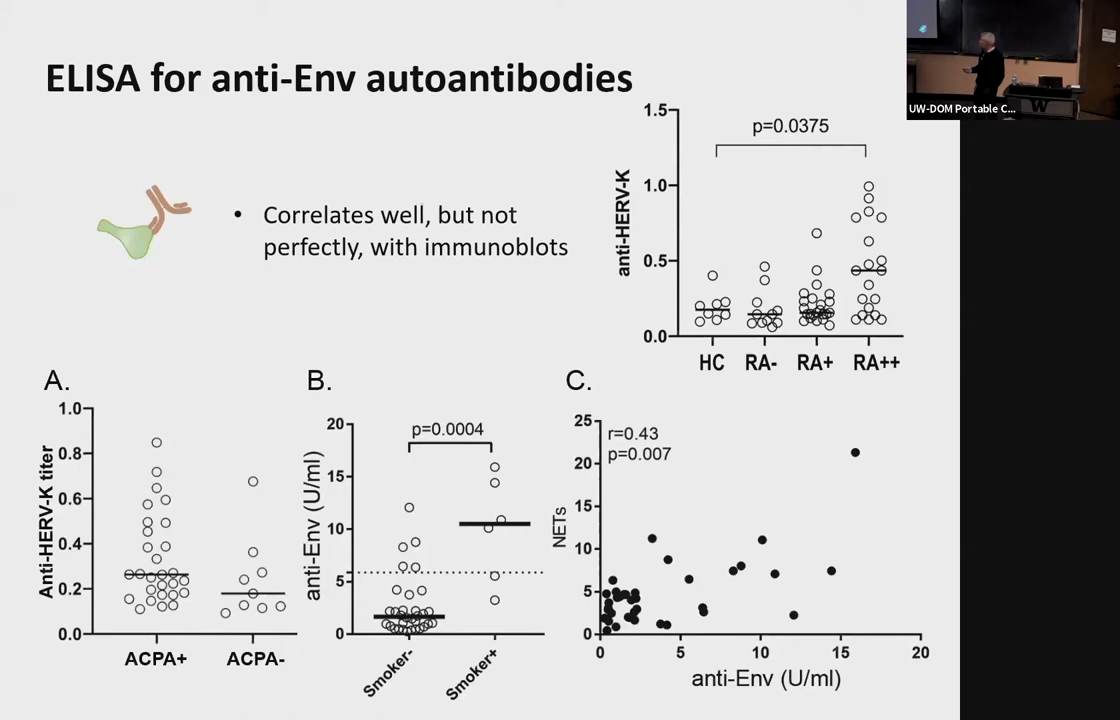 ELISA for anti-Env autoantibodies
UW-DOM Portable C...
W
• Correlates well, but not
perfectly, with immunoblots
anti-HERV-K
1.5
1.0
0.5
0.0
p=0.0375
HC RA- RA+ RA++
A.
Anti-HERV-K titer
1.0
0.8
0.6
0.4
0.2
0.0
ACPA+ ACPA-
B.
anti-Env (U/ml)
20
15
10
5
0
p=0.0004
Smoker- Smoker+
C.
NETs
25
20
15
10
5
0
r=0.43
p=0.007
0 5 10 15 20
anti-Env (U/ml)